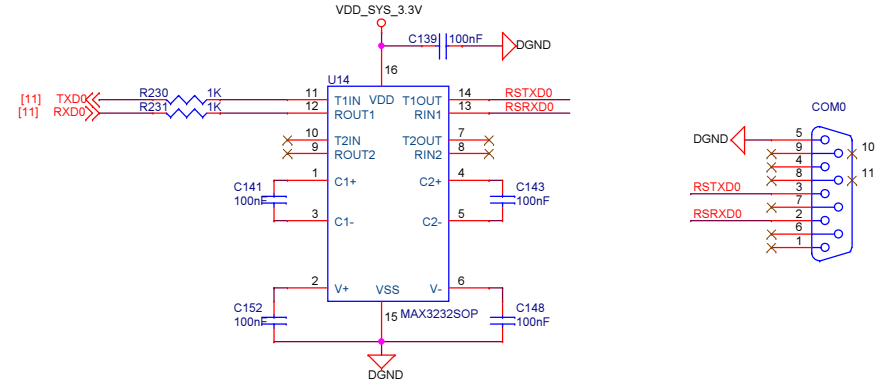 VDD_SYS_3.3V
C139 100nF
DGND
16
U14
[11] TXD0 R230 1K 11 T1IN VDD T1OUT 14 RSTXD0
[11] RXD0 R231 1K 12 ROUT1 RIN1 13 RSRXD0
10 T2IN T2OUT 7
9 ROUT2 RIN2 8
1 C1+ C2+ 4
C141 C143
100nF 100nF
3 C1- C2- 5
2 V+ VSS V- 6
C152 C148
100nF 100nF
15 MAX3232SOP
DGND
COM0
DGND 5
9 10
4
8 11
RSTXD0 3
7
RSRXD0 2
6
1